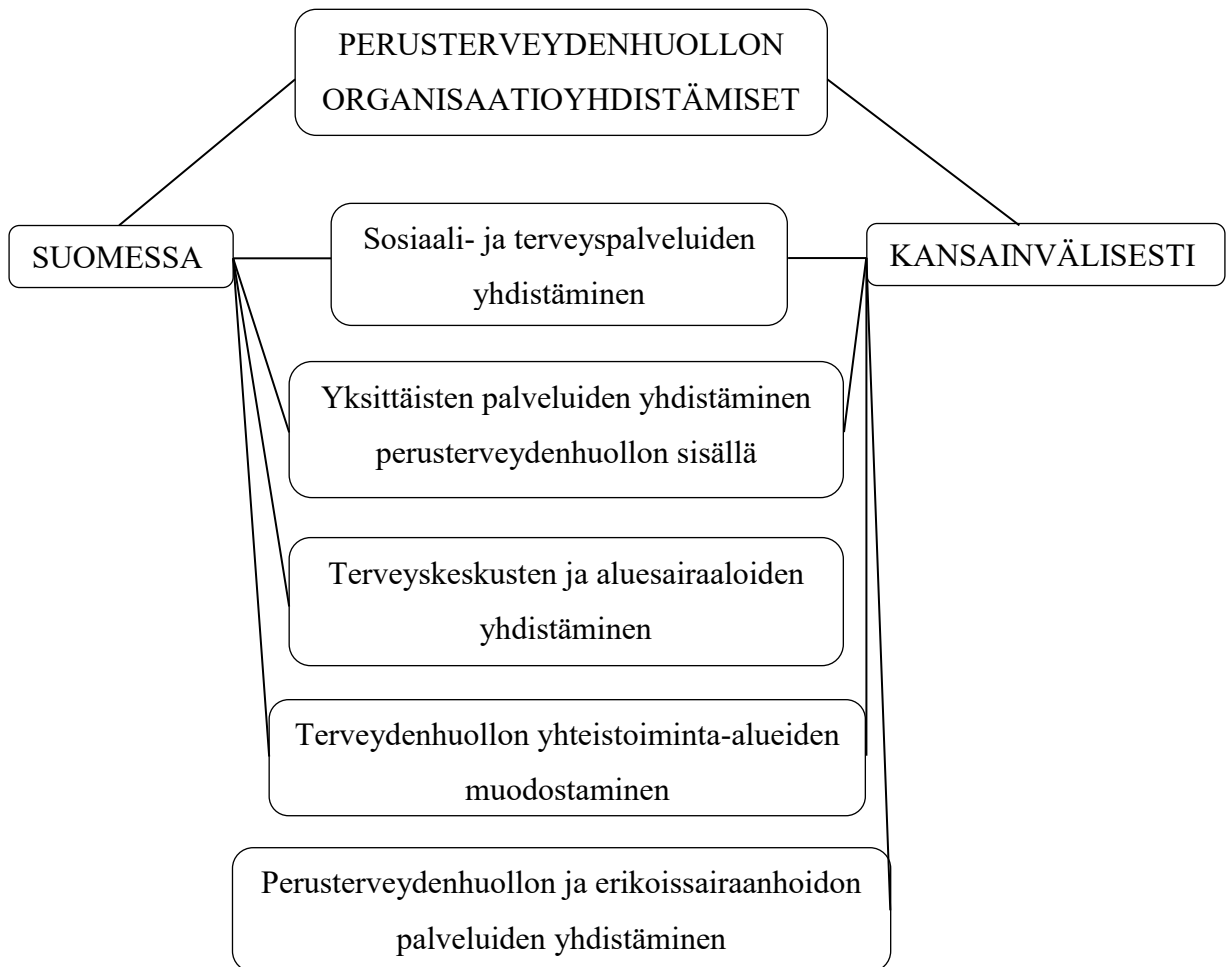 PERUSTERVEYDENHUOLLON
ORGANISAATIOYHDISTÄMISET
SUOMESSA
Sosiaali- ja terveyspalveluiden
yhdistäminen
KANSAINVÄLISESTI
Yksittäisten palveluiden yhdistäminen
perusterveydenhuollon sisällä
Terveyskeskusten ja aluesairaaloiden
yhdistäminen
Terveydenhuollon yhteistoiminta-alueiden
muodostaminen
Perusterveydenhuollon ja erikoissairaanhoidon
palveluiden yhdistäminen